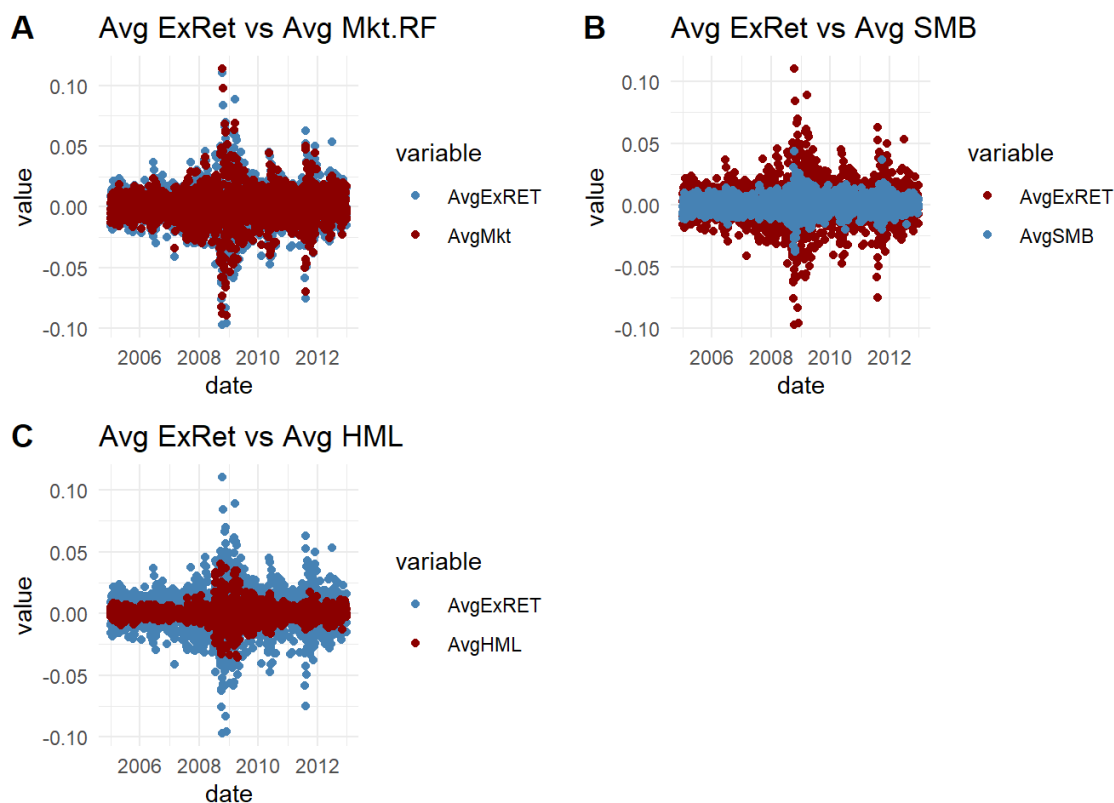 A
Avg ExRet vs Avg Mkt.RF
0.10
0.05
0.00
-0.05
-0.10
value
2006 2008 2010 2012
date
variable
AvgExRET
AvgMkt
B
Avg ExRet vs Avg SMB
0.10
0.05
0.00
-0.05
-0.10
value
2006 2008 2010 2012
date
variable
AvgExRET
AvgSMB
C
Avg ExRet vs Avg HML
0.10
0.05
0.00
-0.05
-0.10
value
2006 2008 2010 2012
date
variable
AvgExRET
AvgHML